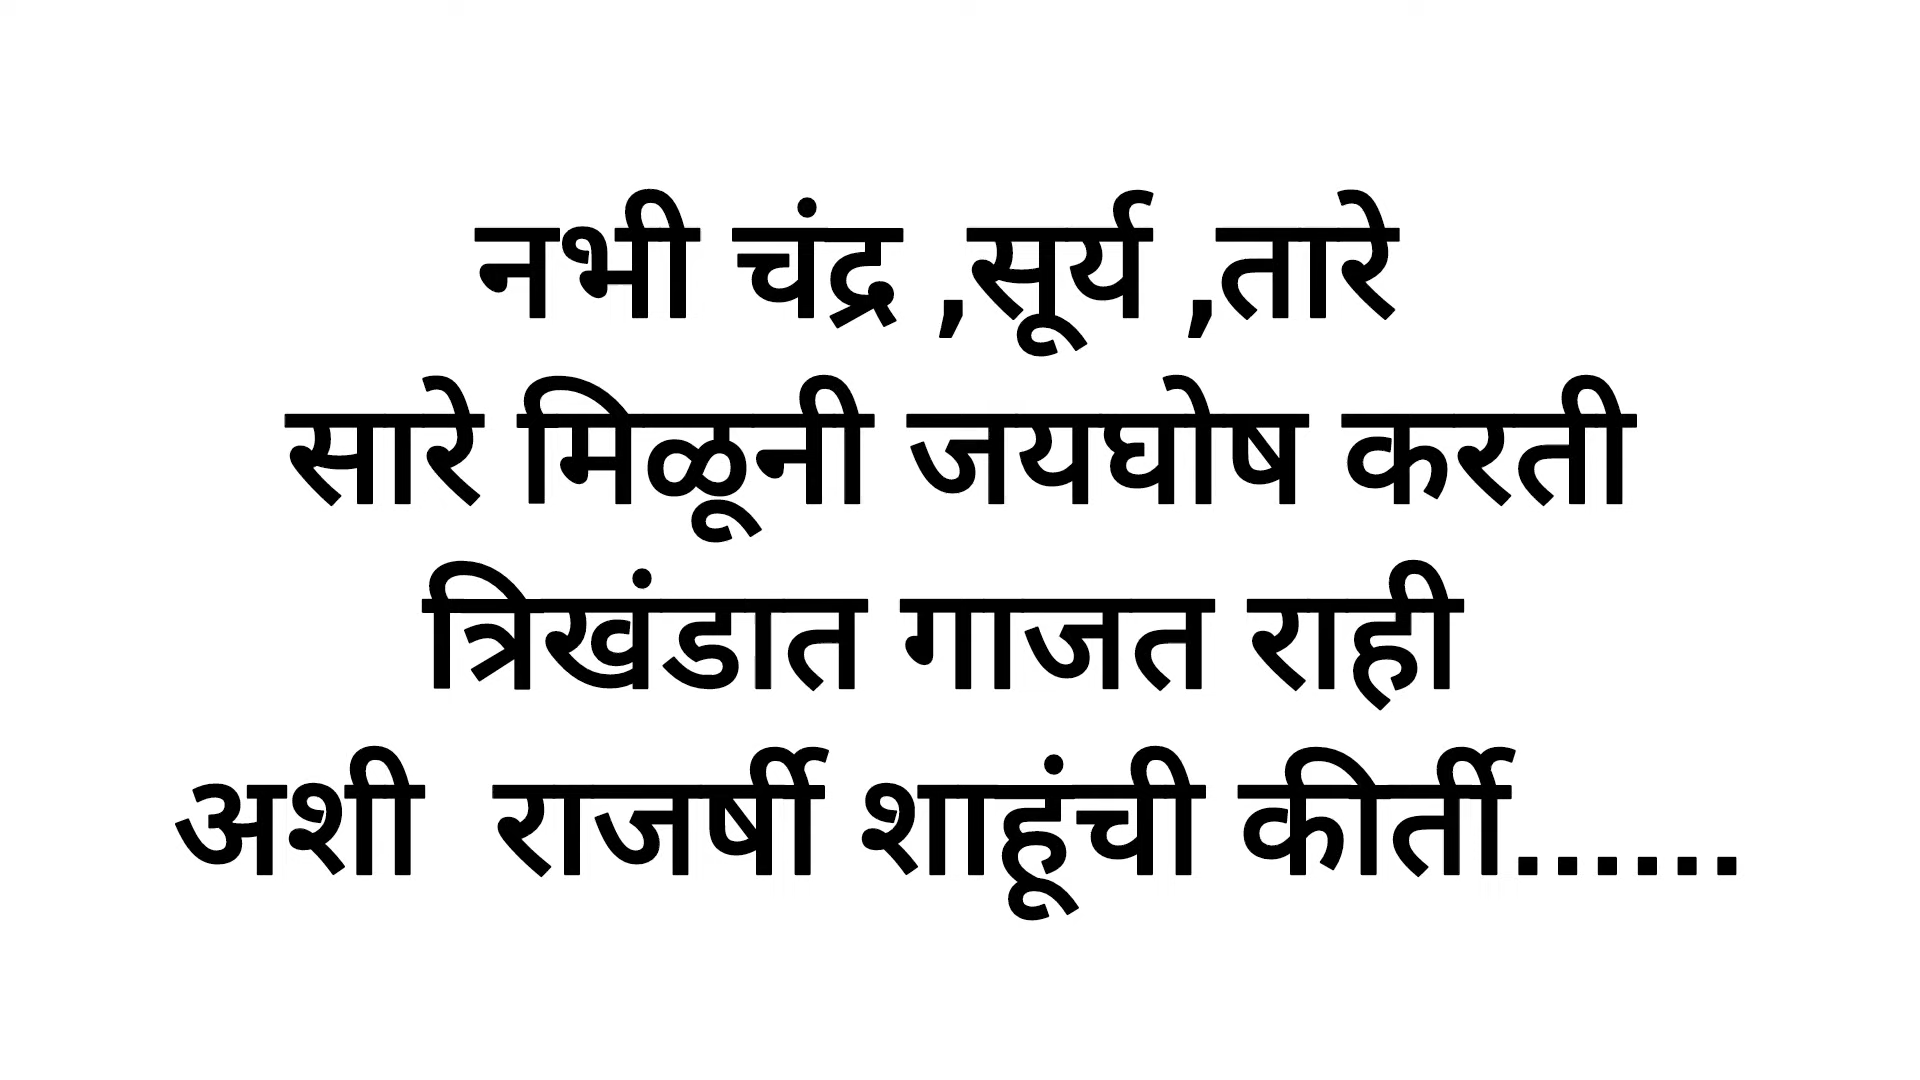 नभी चंद्र ,सूर्य ,तारे
सारे मिळूनी जयघोष करती
त्रिखंडात गाजत राही
अशी  राजर्षी शाहूंची कीर्ती......